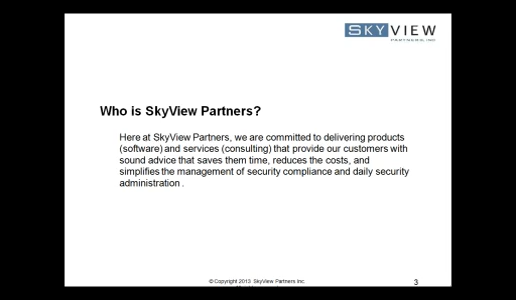 SKYVIEW
PARTNERS, INC
Who is SkyView Partners?
Here at SkyView Partners, we are committed to delivering products
(software) and services (consulting) that provide our customers with
sound advice that saves them time, reduces the costs, and
simplifies the management of security compliance and daily security
administration .
© Copyright 2013 SkyView Partners Inc.
3